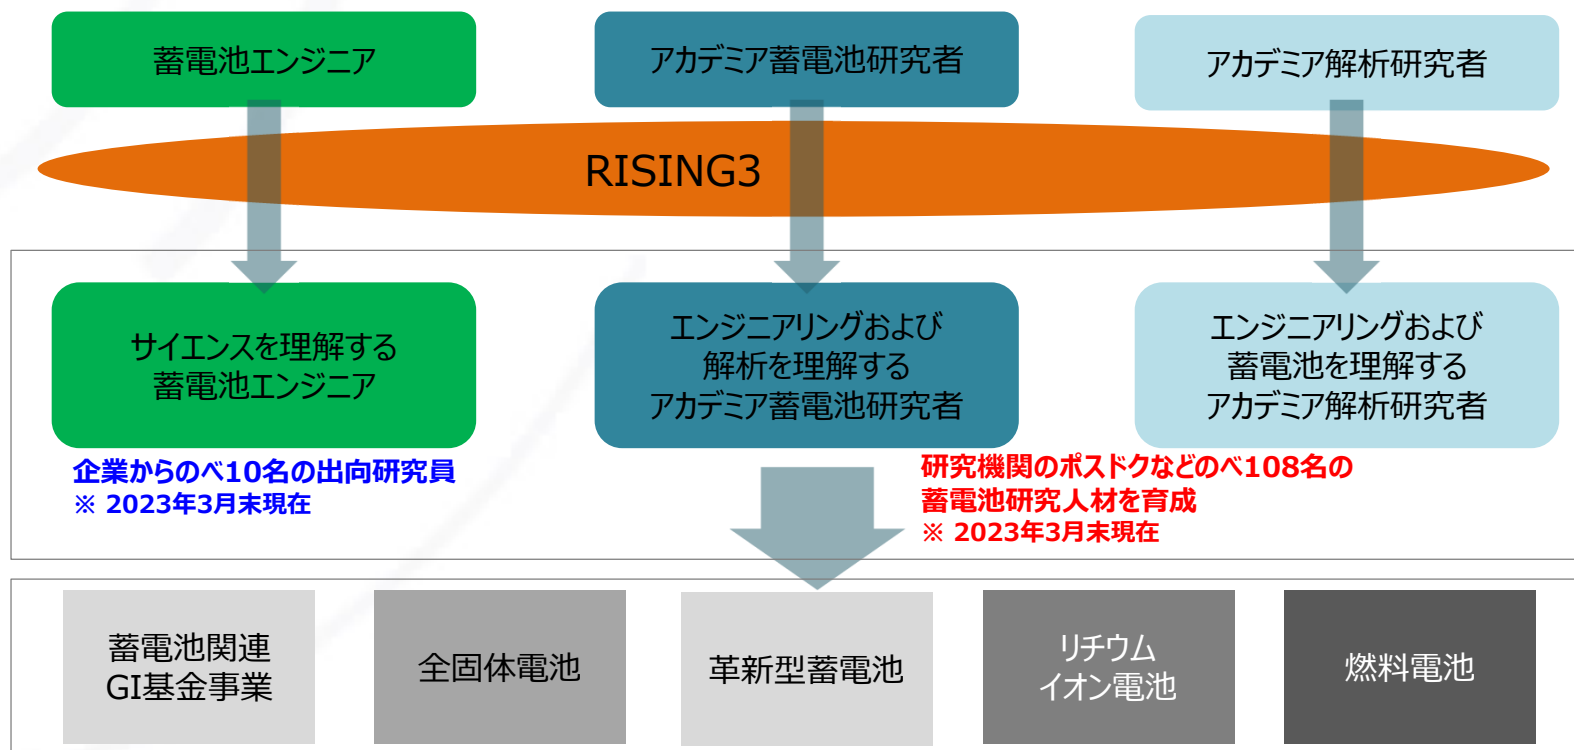 蓄電池エンジニア
アカデミア蓄電池研究者
アカデミア解析研究者
RISING3
サイエンスを理解する
蓄電池エンジニア
エンジニアリングおよび
解析を理解する
アカデミア蓄電池研究者
エンジニアリングおよび
蓄電池を理解する
アカデミア解析研究者
企業からのべ10名の出向研究員
※ 2023年3月末現在
研究機関のポスドクなどのべ108名の
蓄電池研究人材を育成
※ 2023年3月末現在
蓄電池関連
GI基金事業
全固体電池
革新型蓄電池
リチウム
イオン電池
燃料電池